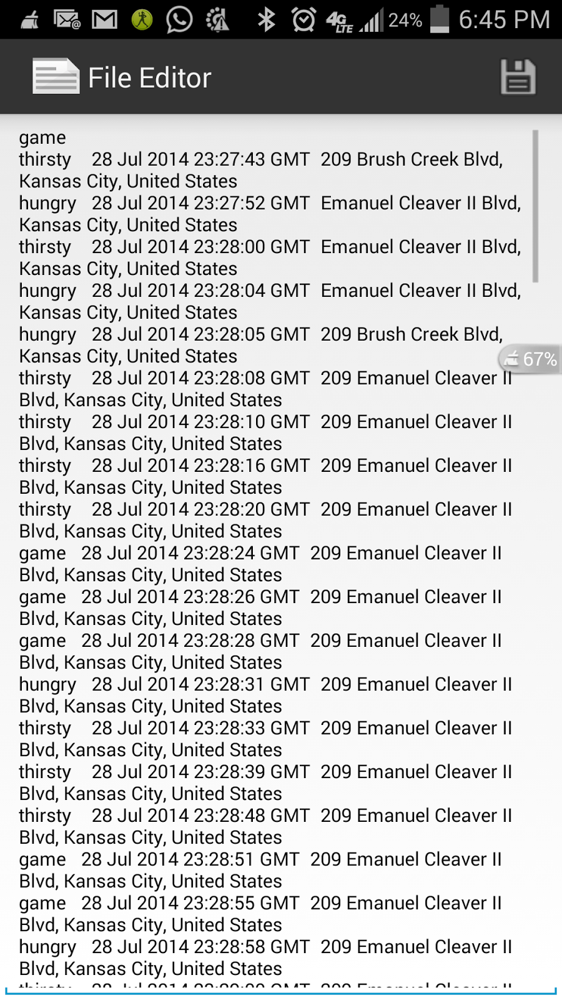 4G LTE 24% 6:45 PM
File Editor
game
thirsty 28 Jul 2014 23:27:43 GMT 209 Brush Creek Blvd,
Kansas City, United States
hungry 28 Jul 2014 23:27:52 GMT Emanuel Cleaver II Blvd,
Kansas City, United States
thirsty 28 Jul 2014 23:28:00 GMT Emanuel Cleaver II Blvd,
Kansas City, United States
hungry 28 Jul 2014 23:28:04 GMT Emanuel Cleaver II Blvd,
Kansas City, United States
hungry 28 Jul 2014 23:28:05 GMT 209 Brush Creek Blvd,
Kansas City, United States
67%
thirsty 28 Jul 2014 23:28:08 GMT 209 Emanuel Cleaver II
Blvd, Kansas City, United States
thirsty 28 Jul 2014 23:28:10 GMT 209 Emanuel Cleaver II
Blvd, Kansas City, United States
thirsty 28 Jul 2014 23:28:16 GMT 209 Emanuel Cleaver II
Blvd, Kansas City, United States
thirsty 28 Jul 2014 23:28:20 GMT 209 Emanuel Cleaver II
Blvd, Kansas City, United States
game 28 Jul 2014 23:28:24 GMT 209 Emanuel Cleaver II
Blvd, Kansas City, United States
game 28 Jul 2014 23:28:26 GMT 209 Emanuel Cleaver II
Blvd, Kansas City, United States
game 28 Jul 2014 23:28:28 GMT 209 Emanuel Cleaver II
Blvd, Kansas City, United States
hungry 28 Jul 2014 23:28:31 GMT 209 Emanuel Cleaver II
Blvd, Kansas City, United States
thirsty 28 Jul 2014 23:28:33 GMT 209 Emanuel Cleaver II
Blvd, Kansas City, United States
thirsty 28 Jul 2014 23:28:39 GMT 209 Emanuel Cleaver II
Blvd, Kansas City, United States
thirsty 28 Jul 2014 23:28:48 GMT 209 Emanuel Cleaver II
Blvd, Kansas City, United States
game 28 Jul 2014 23:28:51 GMT 209 Emanuel Cleaver II
Blvd, Kansas City, United States
game 28 Jul 2014 23:28:55 GMT 209 Emanuel Cleaver II
Blvd, Kansas City, United States
hungry 28 Jul 2014 23:28:58 GMT 209 Emanuel Cleaver II
Blvd, Kansas City, United States